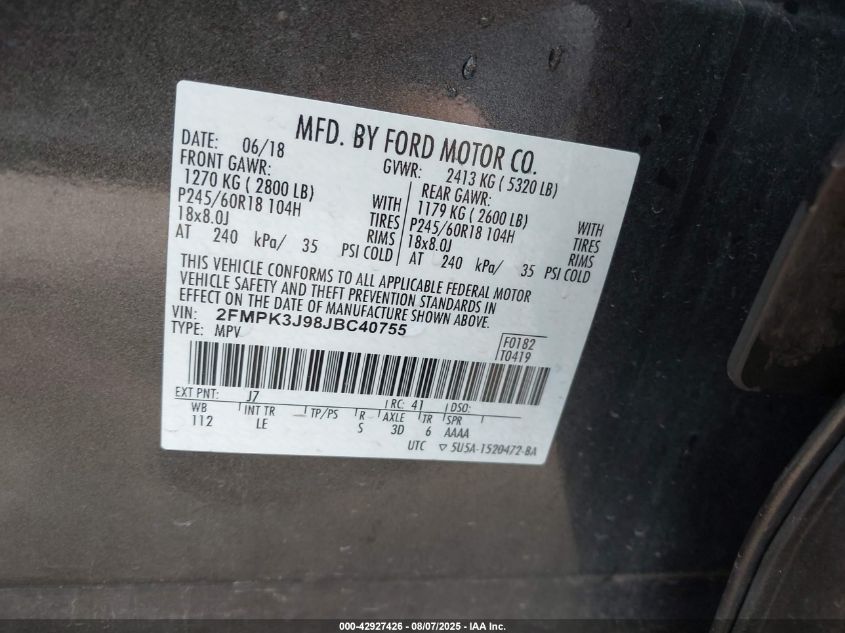 MFD. BY FORD MOTOR CO.
DATE: 06/18
GVWR: 2413 KG ( 5320 LB)
FRONT GAWR:
1270 KG ( 2800 LB)
P245/60R18 104H
18x8.0J
AT 240 kPa/ 35 PSI COLD
WITH
TIRES
RIMS
REAR GAWR:
1179 KG ( 2600 LB)
P245/60R18 104H
18x8.0J
AT 240 kPa/ 35 PSI COLD
WITH
TIRES
RIMS
THIS VEHICLE CONFORMS TO ALL APPLICABLE FEDERAL MOTOR
VEHICLE SAFETY AND THEFT PREVENTION STANDARDS IN
EFFECT ON THE DATE OF MANUFACTURE SHOWN ABOVE.
VIN: 2FMPK3J98JBC40755
TYPE: MPV
F0182
T0419
EXT PNT: J7 RC: 41 DSO:
WB INT TR TP/PS R AXLE TR SPR
112 LE S 3D 6 AAAA
UTC ▽ 5U5A-1520472-BA
000-42927426 - 08/07/2025 - IAA Inc.